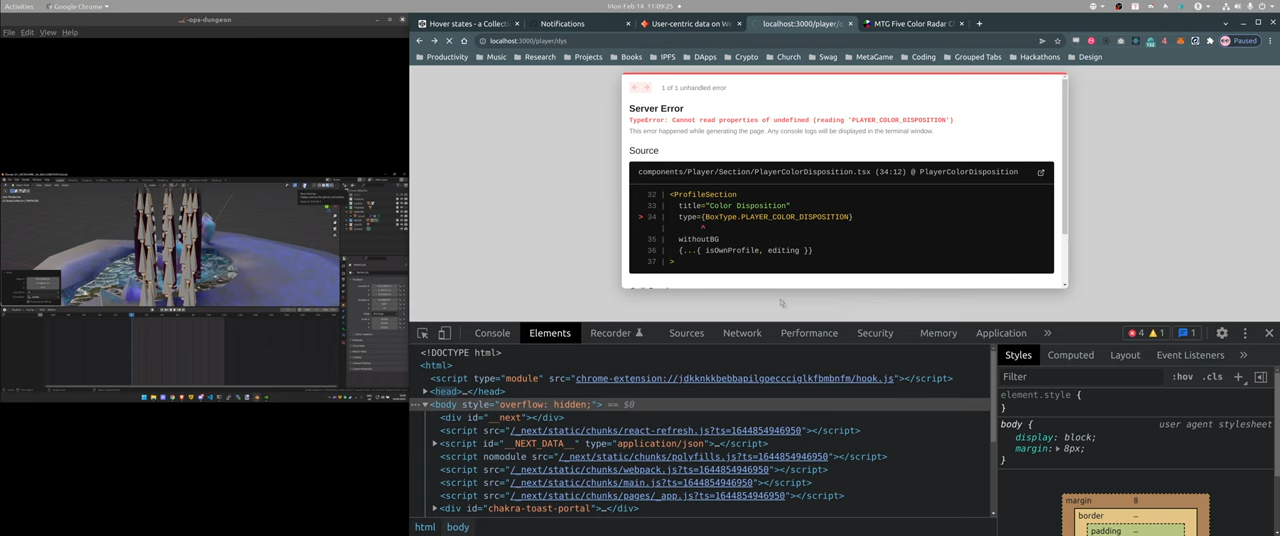 Activities
Google Chrome
Mon Feb 14  11:09:25
-ops-dungeon
File Edit View Help
Hover states - a Collect
Notifications
User-centric data on We
localhost:3000/player/d
MTG Five Color Radar C
localhost:3000/player/dys
Paused
Productivity
Music
Research
Projects
Books
IPFS
DApps
Crypto
Church
Swag
MetaGame
Coding
Grouped Tabs
Hackathons
Design
1 of 1 unhandled error
Server Error
TypeError: Cannot read properties of undefined (reading 'PLAYER_COLOR_DISPOSITION')
This error happened while generating the page. Any console logs will be displayed in the terminal window.
Source
components/Player/Section/PlayerColorDisposition.tsx (34:12) @ PlayerColorDisposition
32 | <ProfileSection
33 | title="Color Disposition"
> 34 | type={BoxType.PLAYER_COLOR_DISPOSITION}
| ^
35 | withoutBG
36 | {...{ isOwnProfile, editing }}
37 | >
Console
Elements
Recorder
Sources
Network
Performance
Security
Memory
Application
»
4
1
1
<!DOCTYPE html>
<html>
<script type="module" src="chrome-extension://jdkknkkbebbapilgoeccciglkfbmbnfm/hook.js"></script>
<head>…</head>
<body style="overflow: hidden;"> == $0
<div id="__next"></div>
<script src="/_next/static/chunks/react-refresh.js?ts=1644854946950"></script>
<script id="__NEXT_DATA__" type="application/json">…</script>
<script nomodule src="/_next/static/chunks/polyfills.js?ts=1644854946950"></script>
<script src="/_next/static/chunks/webpack.js?ts=1644854946950"></script>
<script src="/_next/static/chunks/main.js?ts=1644854946950"></script>
<script src="/_next/static/chunks/pages/_app.js?ts=1644854946950"></script>
<div id="chakra-toast-portal">…</div>
html body
Styles
Computed
Layout
Event Listeners
»
Filter
:hov .cls
element.style {
}
body {
user agent stylesheet
display: block;
margin: 8px;
}
margin 8
border –
padding –